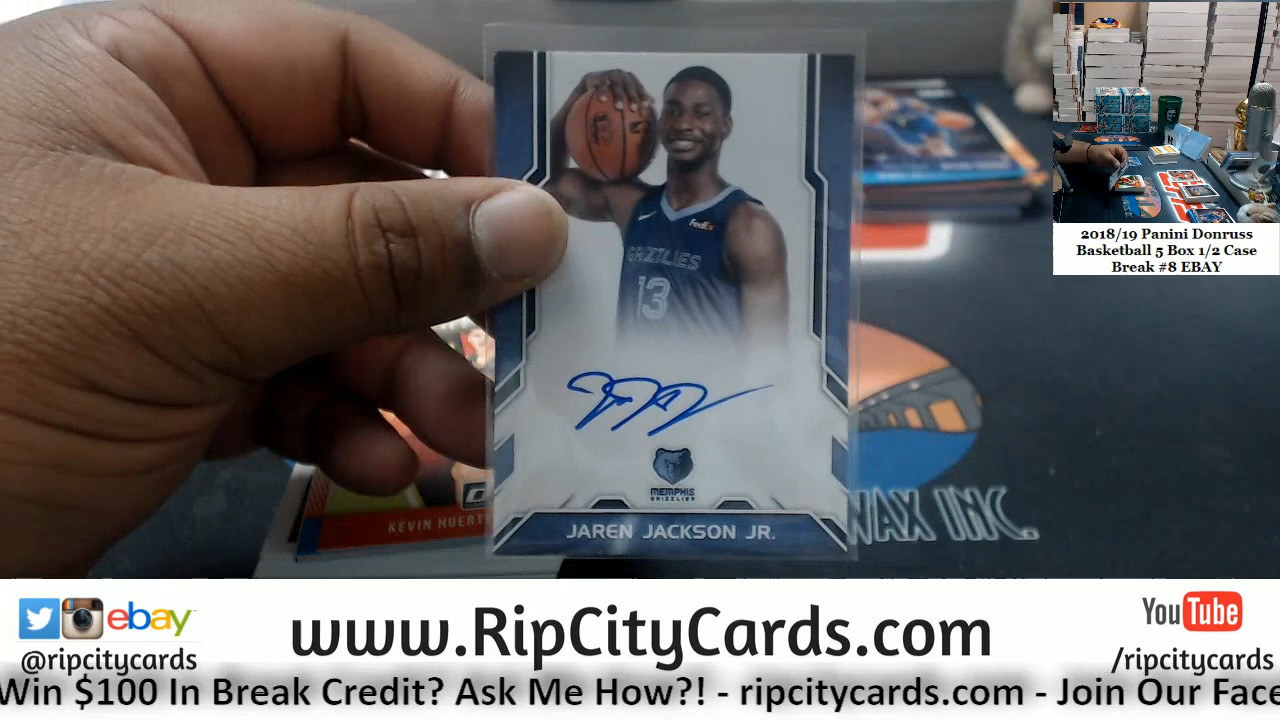 FedEx
GRIZZLIES
13
MEMPHIS
GRIZZLIES
JAREN JACKSON JR.
KEVIN HUERT
WAX INC.
2018/19 Panini Donruss
Basketball 5 Box 1/2 Case
Break #8 EBAY
ebay
@ripcitycards
www.RipCityCards.com
YouTube
/ripcitycards
Win $100 In Break Credit? Ask Me How?! - ripcitycards.com - Join Our Face